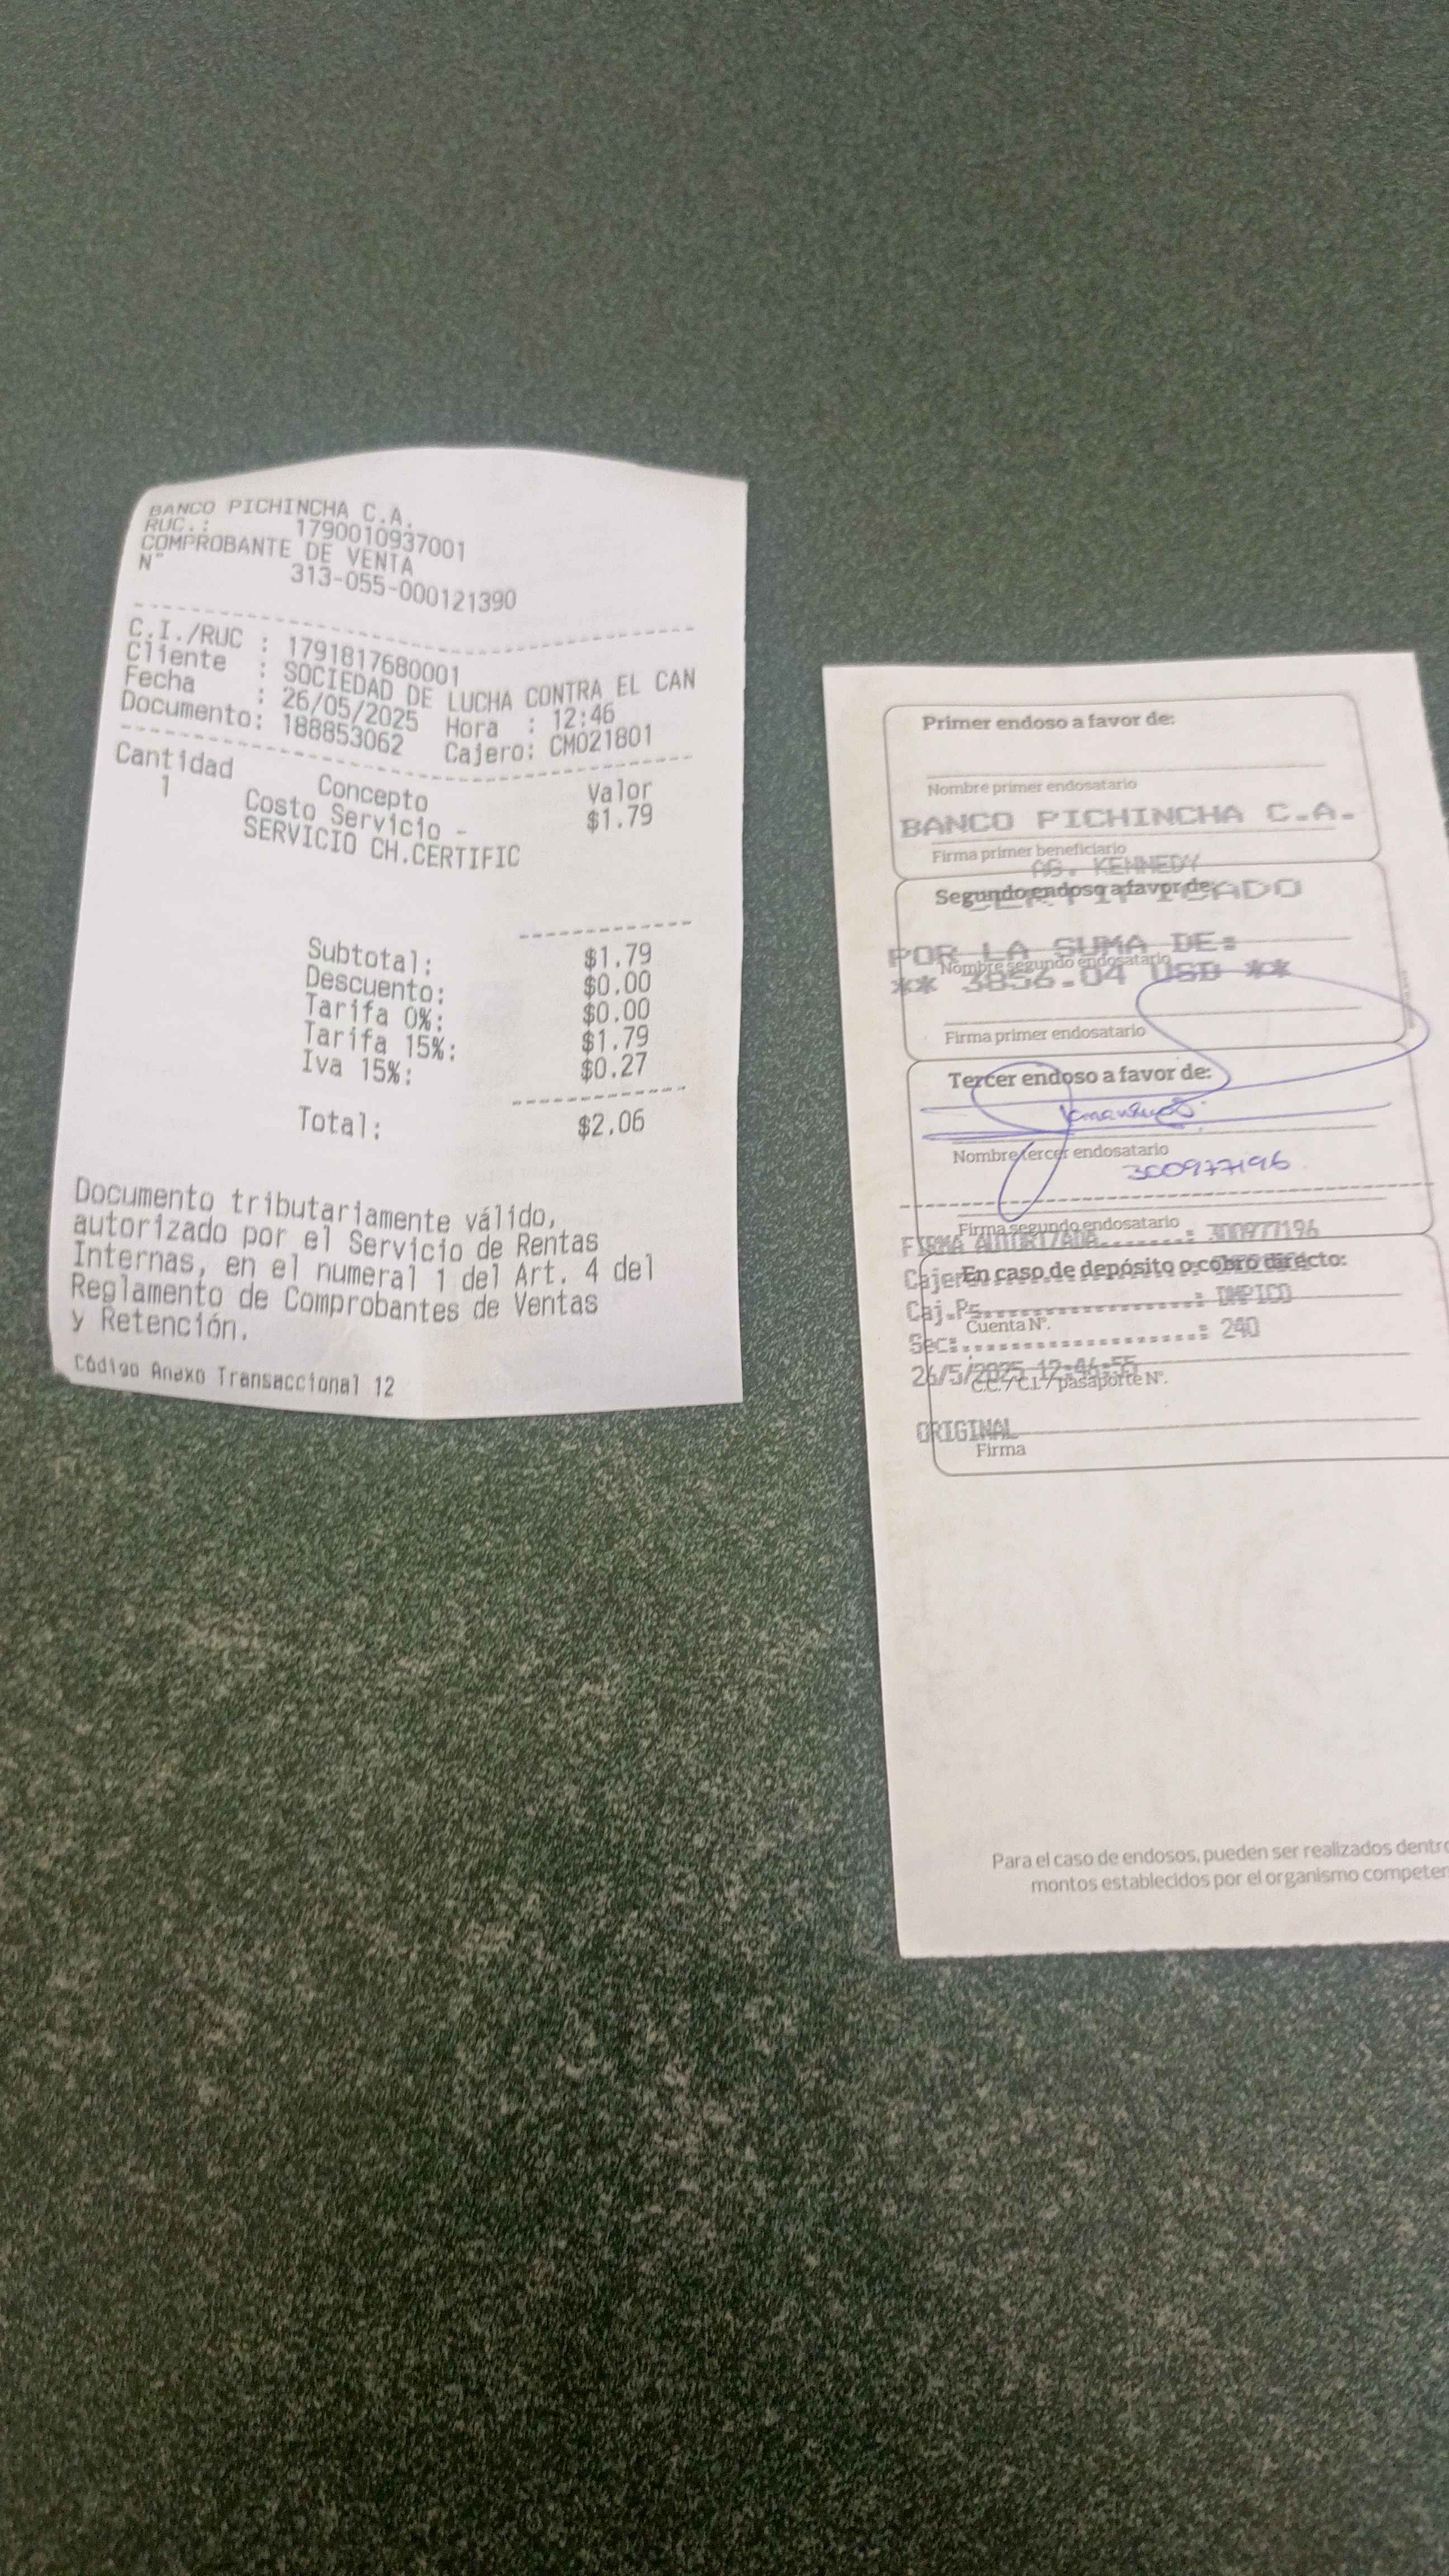 BANCO PICHINCHA C.A.
RUC.: 1790010937001
COMPROBANTE DE VENTA
N° 313-055-000121390
C.I./RUC : 1791817680001
Cliente : SOCIEDAD DE LUCHA CONTRA EL CAN
Fecha : 26/05/2025 Hora : 12:46
Documento: 188853062 Cajero: CM021801
Cantidad Concepto Valor
1 Costo Servicio - $1.79
SERVICIO CH.CERTIFIC
Subtotal: $1.79
Descuento: $0.00
Tarifa 0%: $0.00
Tarifa 15%: $1.79
Iva 15%: $0.27
Total: $2.06
Documento tributariamente válido,
autorizado por el Servicio de Rentas
Internas, en el numeral 1 del Art. 4 del
Reglamento de Comprobantes de Ventas
y Retención.
Código Anexo Transaccional 12
Primer endoso a favor de:
Nombre primer endosatario
BANCO PICHINCHA C.A.
Firma primer beneficiario
AG. KENNEDY
Segundo endoso a favor de:
CERTIFICADO
POR LA SUMA DE:
Nombre segundo endosatario
** 3856.04 USD **
Firma primer endosatario
Tercer endoso a favor de:
Nombre tercer endosatario
300977196
Firma segundo endosatario
FIRMA AUTORIZADA.......: 300977196
En caso de depósito o cobro directo:
Caj.Ps....................: DMPICO
Cuenta N°.
Sec:......................: 240
26/5/2025 12:46:55
C.C. / C.I. / pasaporte N°.
ORIGINAL
Firma
Para el caso de endosos, pueden ser realizados dentro
montos establecidos por el organismo competen